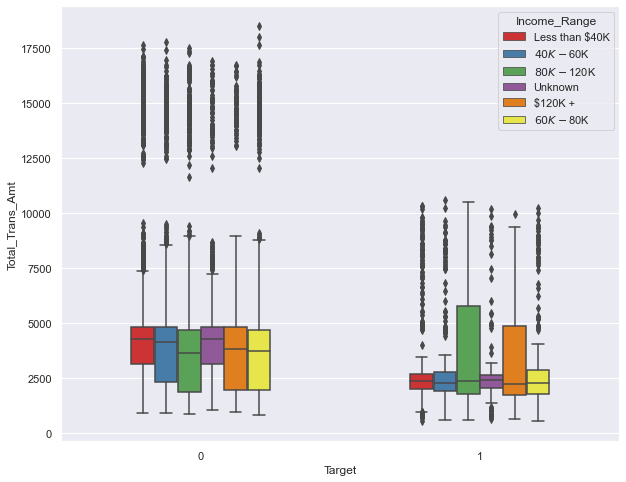 Income_Range
Less than $40K
40K − 60K
80K − 120K
Unknown
$120K +
60K − 80K
17500
15000
12500
10000
7500
5000
2500
0
Total_Trans_Amt
0 1
Target